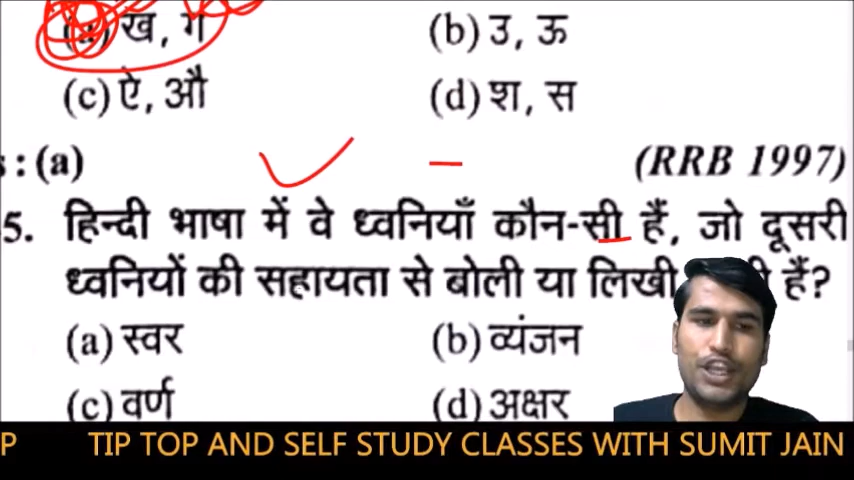 (a) ख, ग (b) उ, ऊ
(c) ऐ, औ (d) श, स
s : (a) (RRB 1997)
5. हिन्दी भाषा में वे ध्वनियाँ कौन-सी हैं, जो दूसरी
ध्वनियों की सहायता से बोली या लिखी हैं?
(a) स्वर (b) व्यंजन
(c) वर्ण (d) अक्षर
P TIP TOP AND SELF STUDY CLASSES WITH SUMIT JAIN